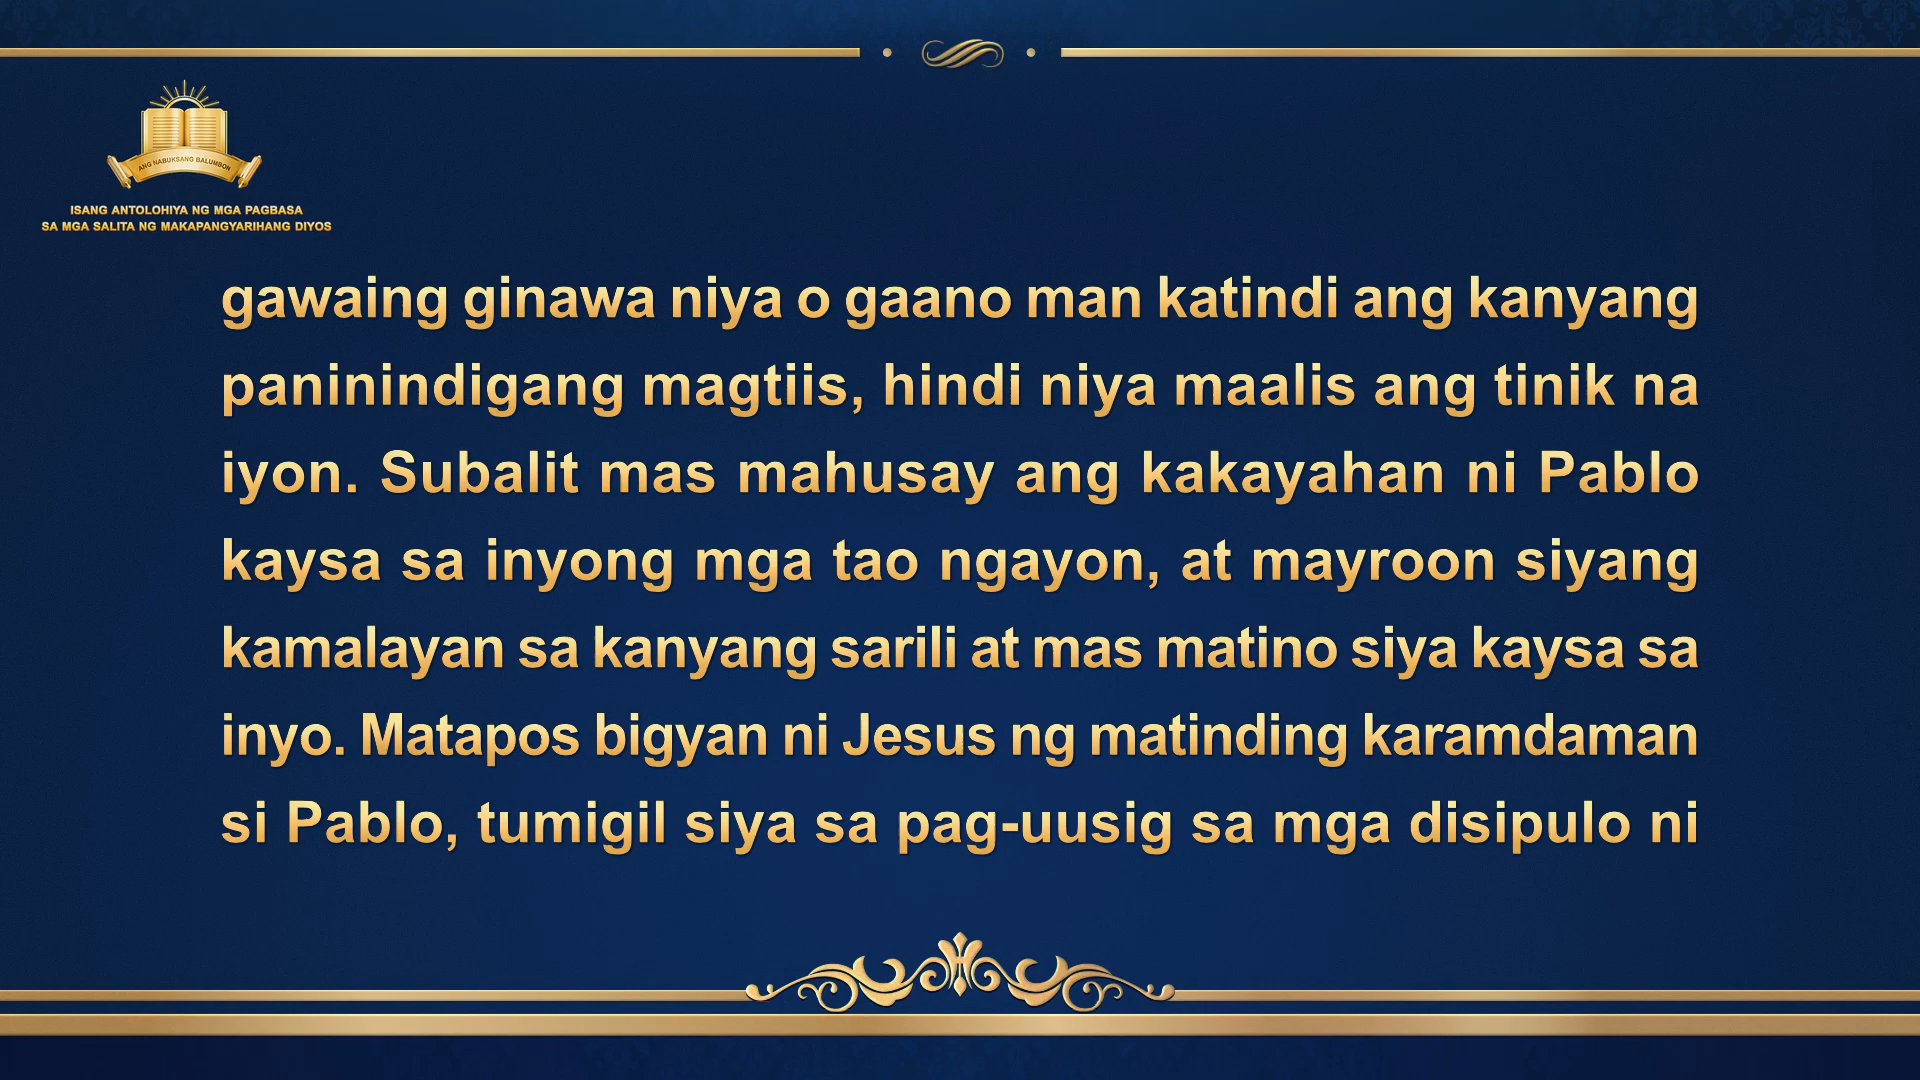 ANG NABUKSANG BALUMBON
ISANG ANTOLOHIYA NG MGA PAGBASA
SA MGA SALITA NG MAKAPANGYARIHANG DIYOS
gawaing ginawa niya o gaano man katindi ang kanyang
paninindigang magtiis, hindi niya maalis ang tinik na
iyon. Subalit mas mahusay ang kakayahan ni Pablo
kaysa sa inyong mga tao ngayon, at mayroon siyang
kamalayan sa kanyang sarili at mas matino siya kaysa sa
inyo. Matapos bigyan ni Jesus ng matinding karamdaman
si Pablo, tumigil siya sa pag-uusig sa mga disipulo ni